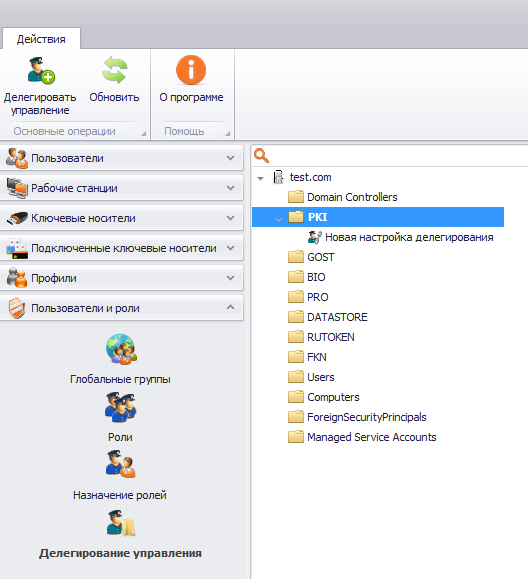 Действия
Делегировать управление
Обновить
О программе
Основные операции
Помощь
Пользователи
Рабочие станции
Ключевые носители
Подключенные ключевые носители
Профили
Пользователи и роли
Глобальные группы
Роли
Назначение ролей
Делегирование управления
test.com
Domain Controllers
PKI
Новая настройка делегирования
GOST
BIO
PRO
DATASTORE
RUTOKEN
FKN
Users
Computers
ForeignSecurityPrincipals
Managed Service Accounts